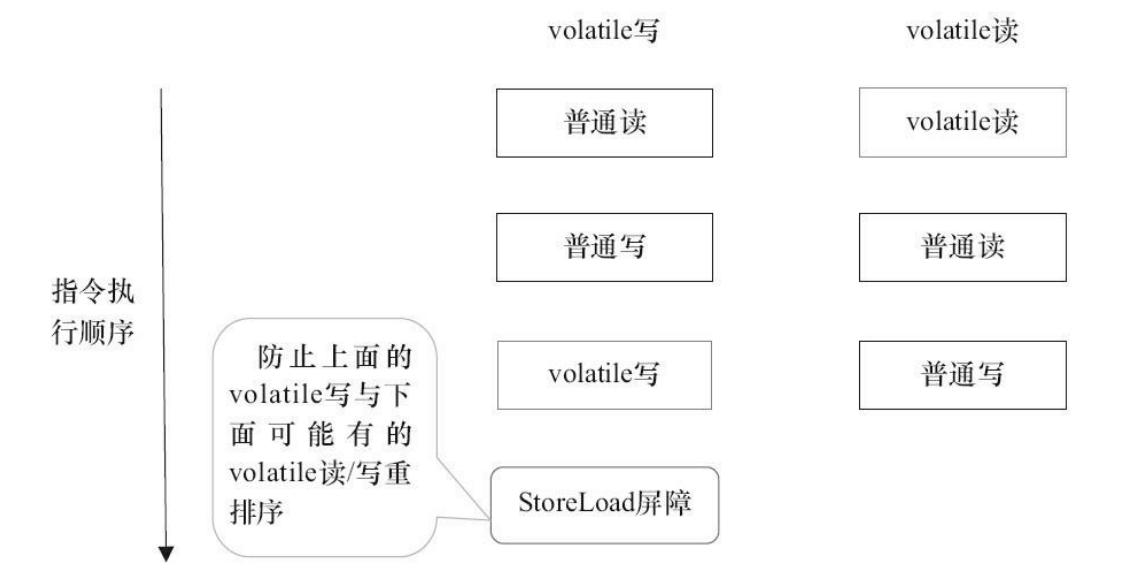 volatile写
volatile读
普通读
volatile读
普通写
普通读
指令执
行顺序
防止上面的
volatile写与下
面可能有的
volatile读/写重
排序
volatile写
普通写
StoreLoad屏障